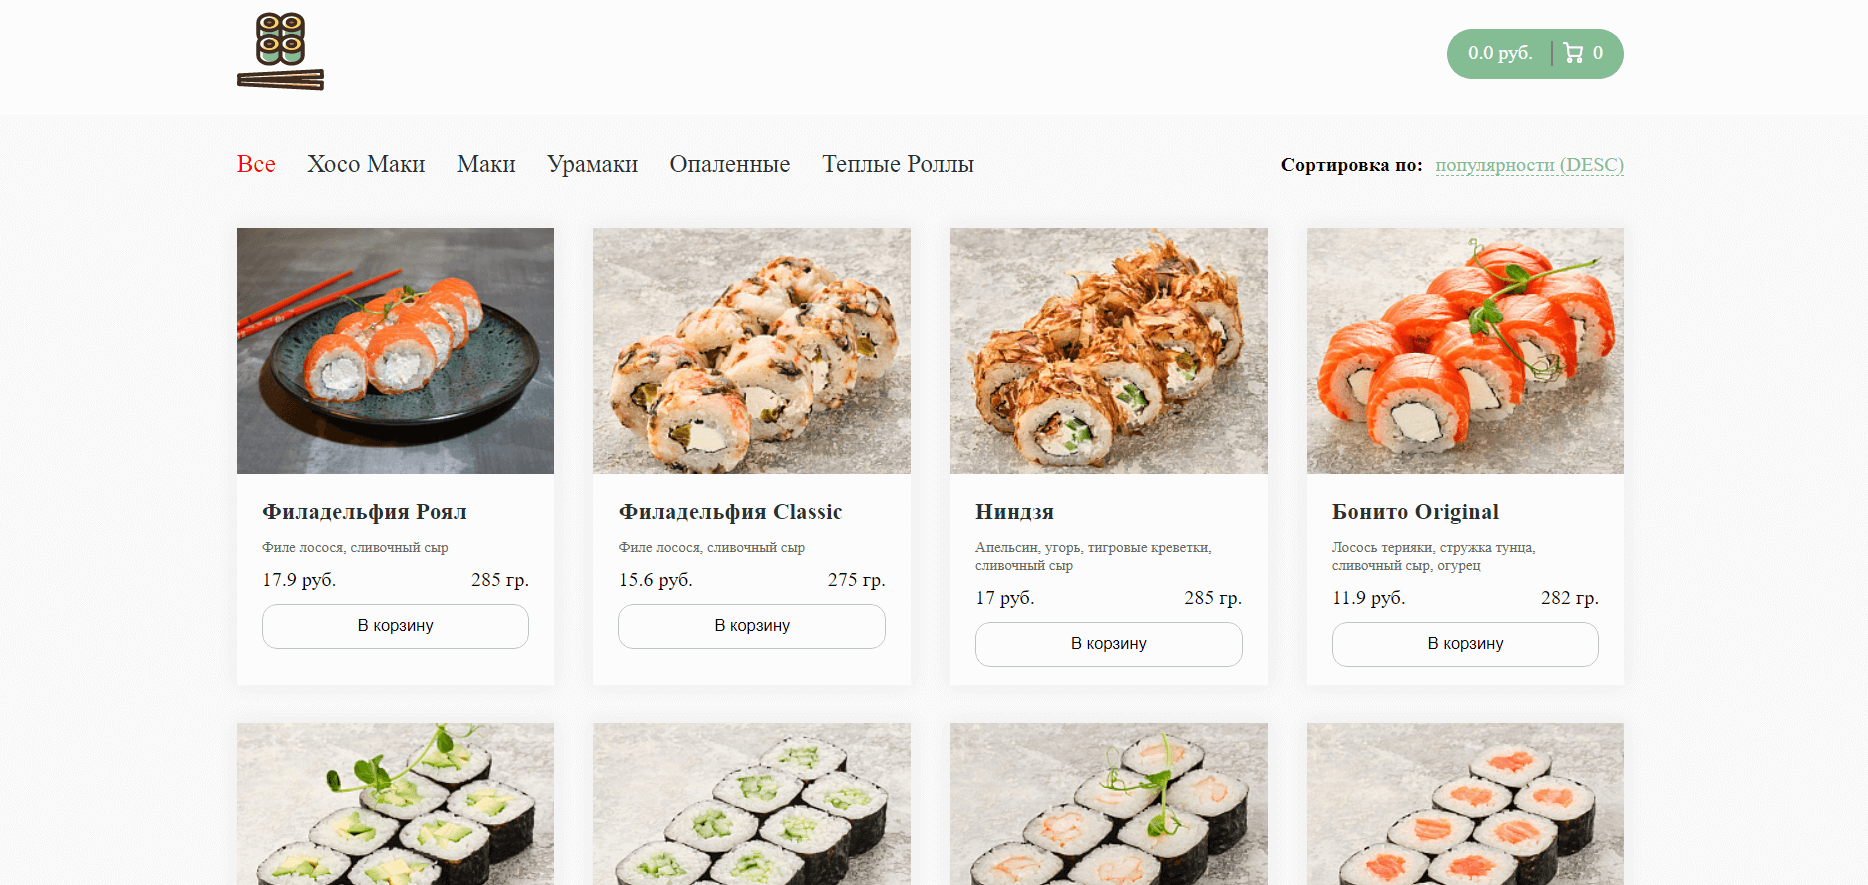 0.0 руб. 0
Все Хосо Маки Маки Урамаки Опаленные Теплые Роллы Сортировка по: популярности (DESC)
Филадельфия Роял
Филе лосося, сливочный сыр
17.9 руб. 285 гр.
В корзину
Филадельфия Classic
Филе лосося, сливочный сыр
15.6 руб. 275 гр.
В корзину
Ниндзя
Апельсин, угорь, тигровые креветки,
сливочный сыр
17 руб. 285 гр.
В корзину
Бонито Original
Лосось терияки, стружка тунца,
сливочный сыр, огурец
11.9 руб. 282 гр.
В корзину